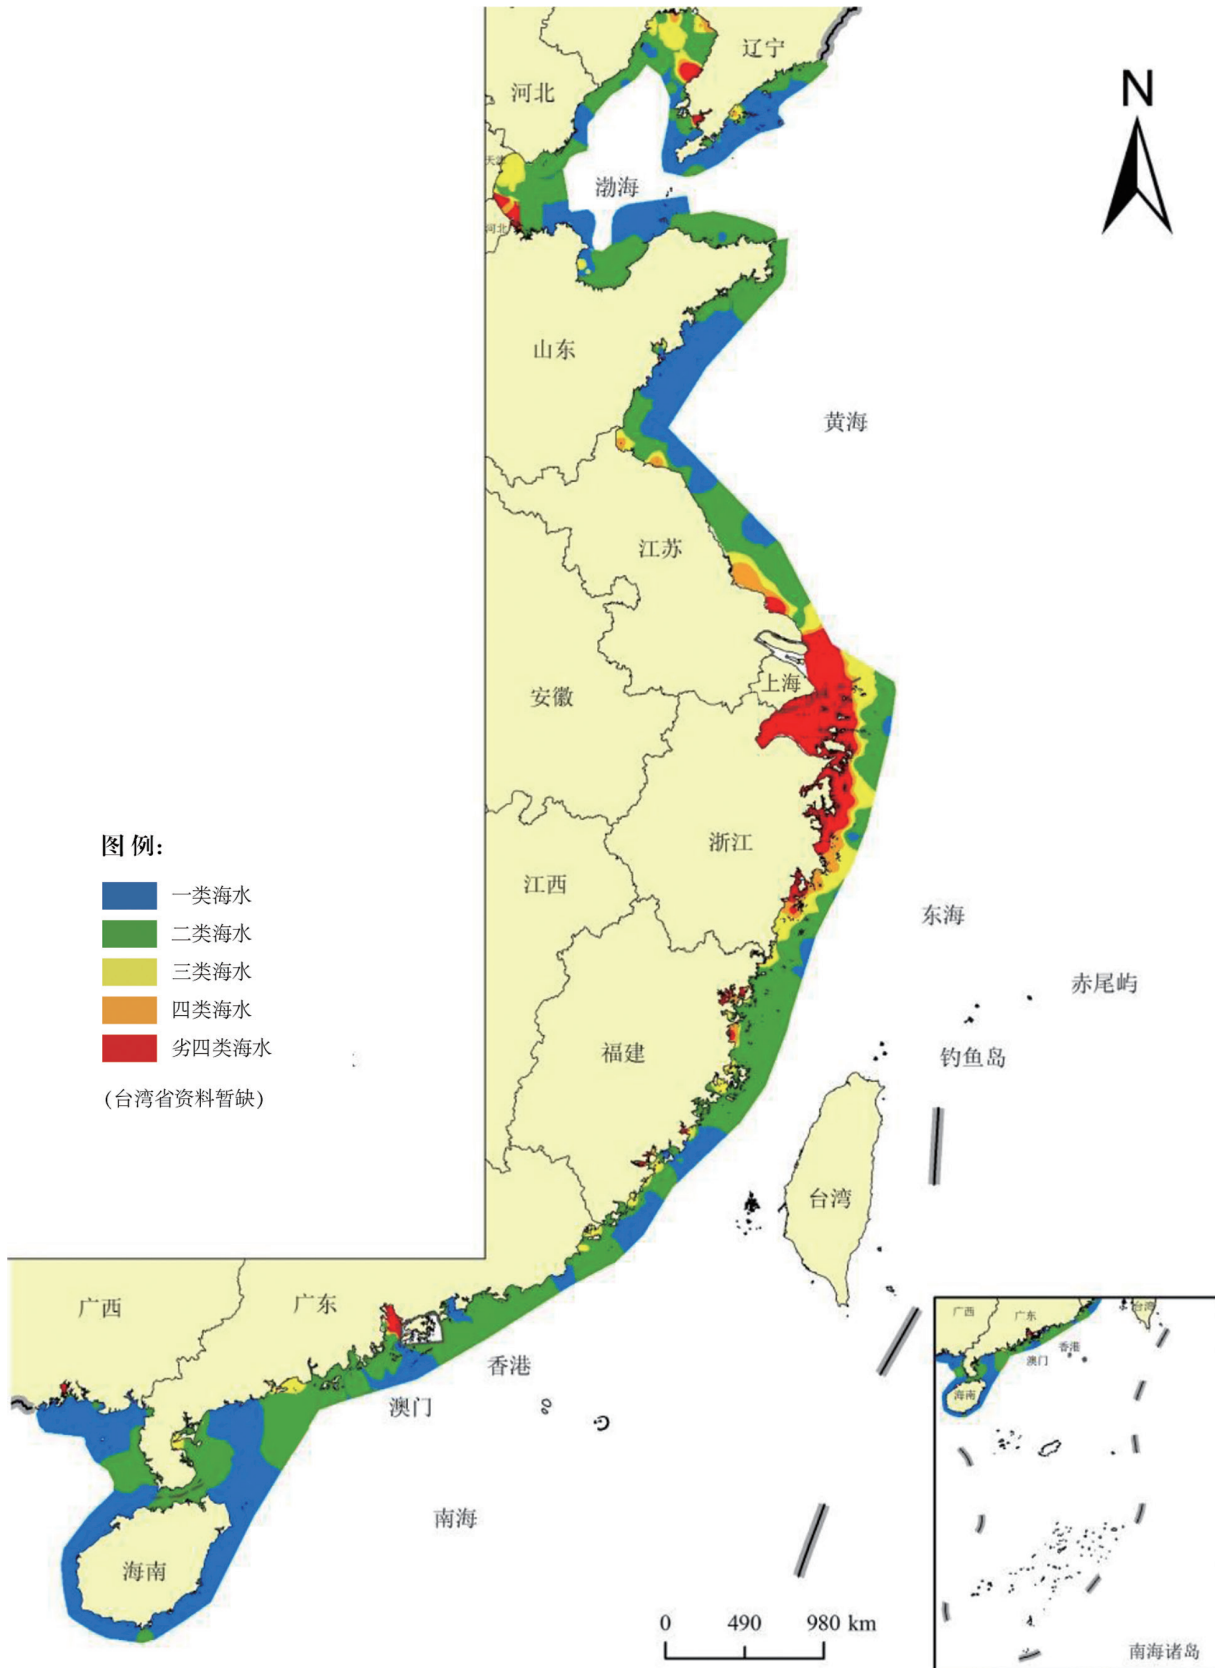 辽宁
N
河北
天津
渤海
河北
山东
黄海
江苏
上海
安徽
浙江
江西
东海
赤尾屿
钓鱼岛
福建
台湾
图例:
一类海水
二类海水
三类海水
四类海水
劣四类海水
(台湾省资料暂缺)
广西
广东
香港
澳门
南海
海南
0 490 980 km
广西
广东
台湾
香港
澳门
海南
南海诸岛